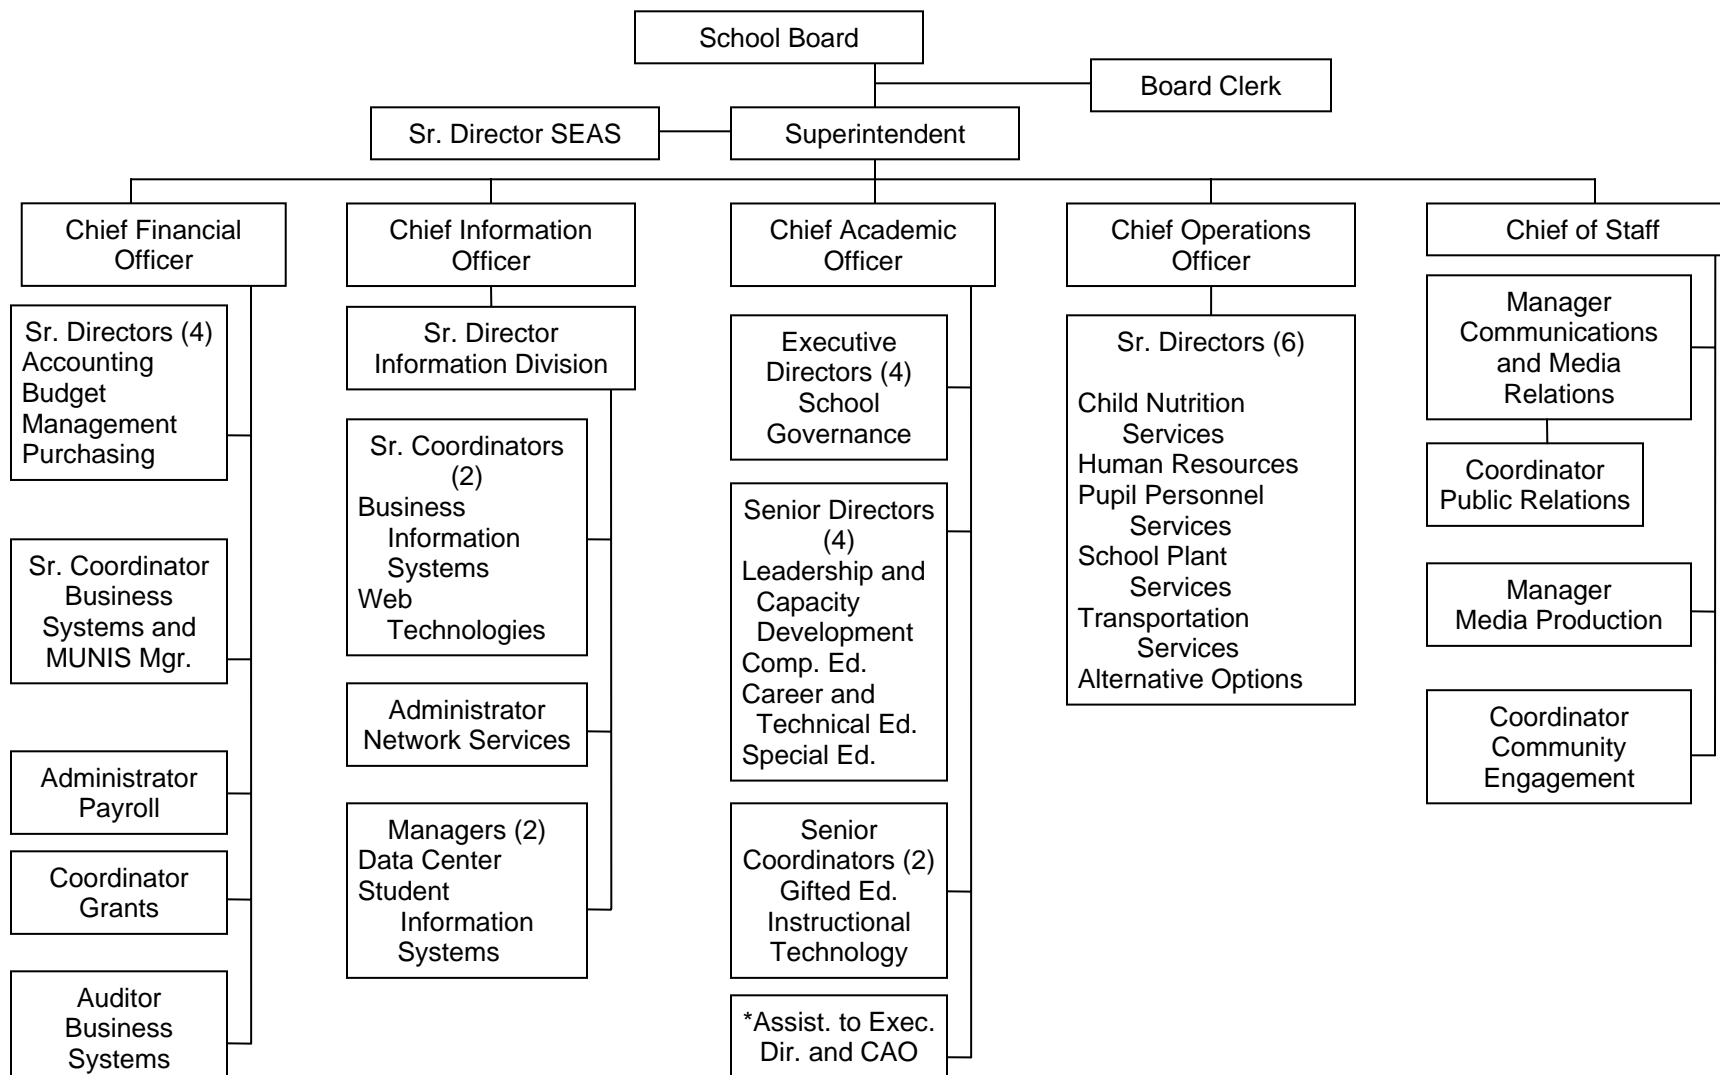 School Board
Board Clerk
Sr. Director SEAS
Superintendent
Chief Financial
Officer
Sr. Directors (4)
Accounting
Budget
Management
Purchasing
Sr. Coordinator
Business
Systems and
MUNIS Mgr.
Administrator
Payroll
Coordinator
Grants
Auditor
Business
Systems
Chief Information
Officer
Sr. Director
Information Division
Sr. Coordinators
(2)
Business
Information
Systems
Web
Technologies
Administrator
Network Services
Managers (2)
Data Center
Student
Information
Systems
Chief Academic
Officer
Executive
Directors (4)
School
Governance
Senior Directors
(4)
Leadership and
Capacity
Development
Comp. Ed.
Career and
Technical Ed.
Special Ed.
Senior
Coordinators (2)
Gifted Ed.
Instructional
Technology
*Assist. to Exec.
Dir. and CAO
Chief Operations
Officer
Sr. Directors (6)
Child Nutrition
Services
Human Resources
Pupil Personnel
Services
School Plant
Services
Transportation
Services
Alternative Options
Chief of Staff
Manager
Communications
and Media
Relations
Coordinator
Public Relations
Manager
Media Production
Coordinator
Community
Engagement